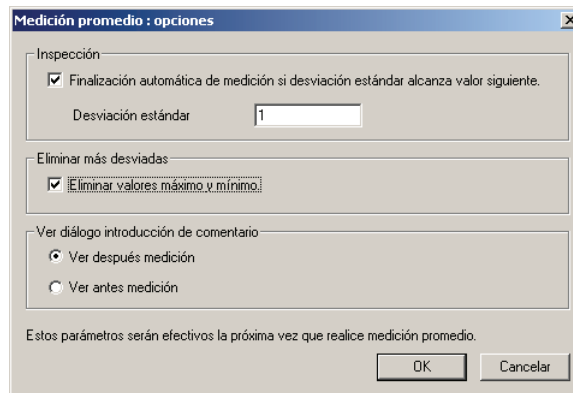 Medición promedio : opciones
Inspección
Finalización automática de medición si desviación estándar alcanza valor siguiente.
Desviación estándar 1
Eliminar más desviadas
Eliminar valores máximo y mínimo.
Ver diálogo introducción de comentario
Ver después medición
Ver antes medición
Estos parámetros serán efectivos la próxima vez que realice medición promedio.
OK Cancelar